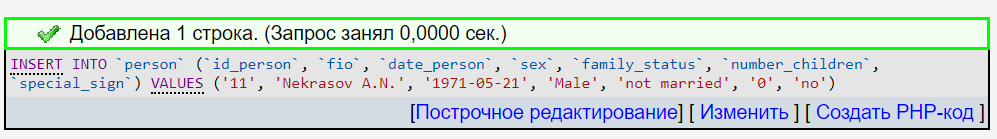 Добавлена 1 строка. (Запрос занял 0,0000 сек.)
INSERT INTO `person` (`id_person`, `fio`, `date_person`, `sex`, `family_status`, `number_children`,
`special_sign`) VALUES ('11', 'Nekrasov A.N.', '1971-05-21', 'Male', 'not married', '0', 'no')
[Построчное редактирование] [ Изменить ] [ Создать PHP-код ]